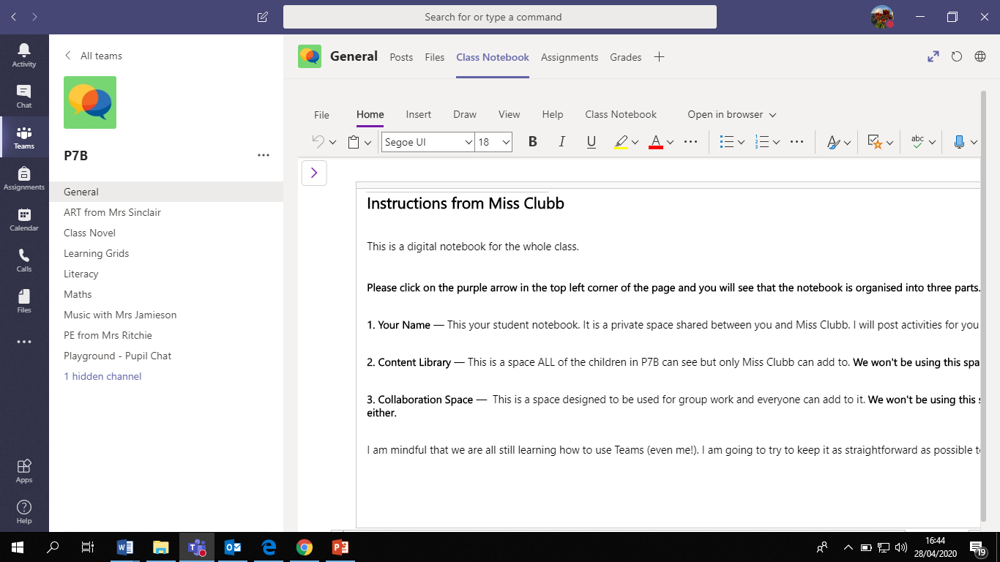 Search for or type a command
Activity
Chat
Teams
Assignments
Calendar
Calls
Files
Apps
Help
All teams
P7B
General
ART from Mrs Sinclair
Class Novel
Learning Grids
Literacy
Maths
Music with Mrs Jamieson
PE from Mrs Ritchie
Playground - Pupil Chat
1 hidden channel
General Posts Files Class Notebook Assignments Grades
File Home Insert Draw View Help Class Notebook Open in browser
Segoe UI 18 B I U A abc
Instructions from Miss Clubb
This is a digital notebook for the whole class.
Please click on the purple arrow in the top left corner of the page and you will see that the notebook is organised into three parts.
1. Your Name — This your student notebook. It is a private space shared between you and Miss Clubb. I will post activities for you
2. Content Library — This is a space ALL of the children in P7B can see but only Miss Clubb can add to. We won't be using this spa
3. Collaboration Space — This is a space designed to be used for group work and everyone can add to it. We won't be using this s
either.
I am mindful that we are all still learning how to use Teams (even me!). I am going to try to keep it as straightforward as possible t
16:44
28/04/2020
19